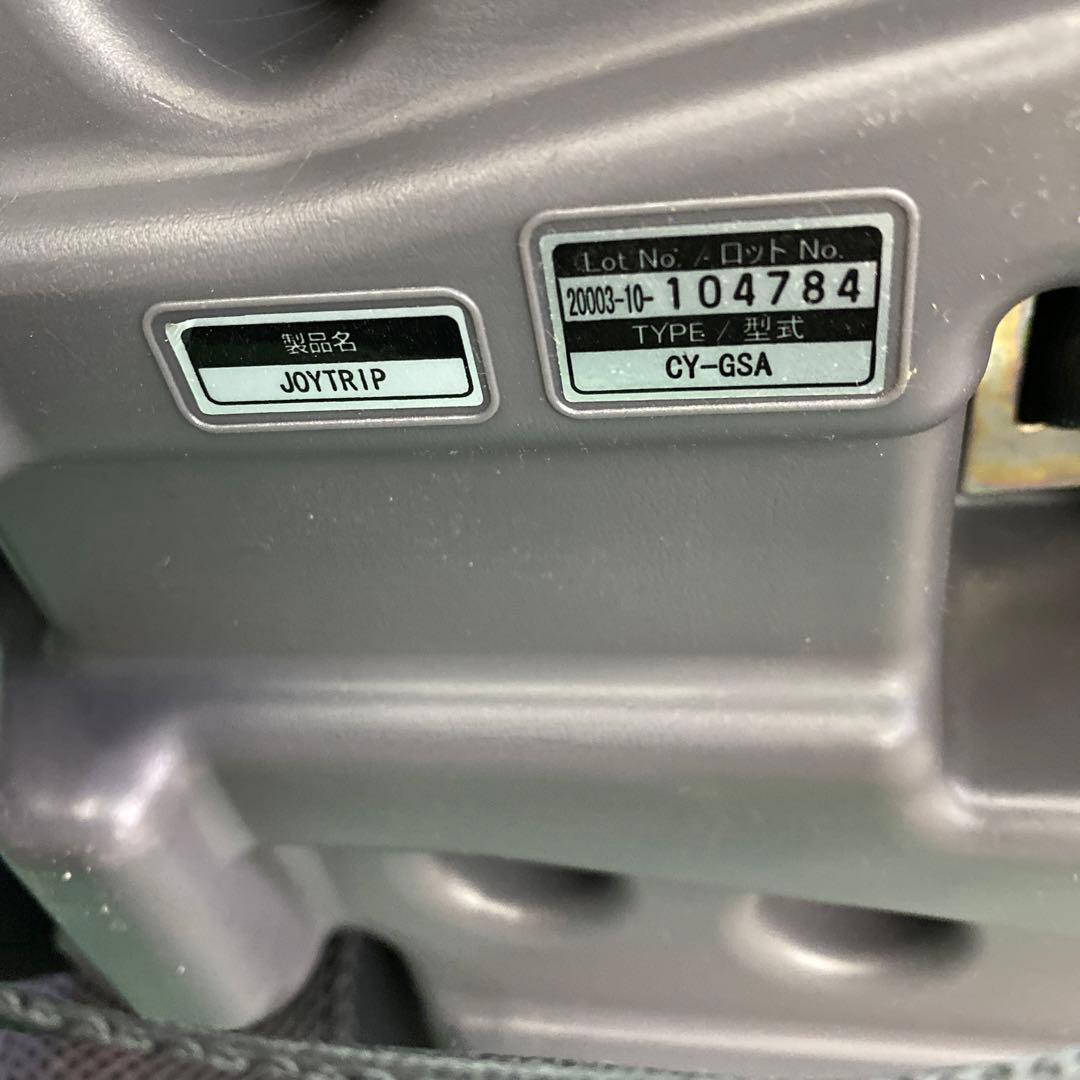 製品名
JOYTRIP
Lot No. / ロット No.
20003-10-104784
TYPE / 型式
CY-GSA